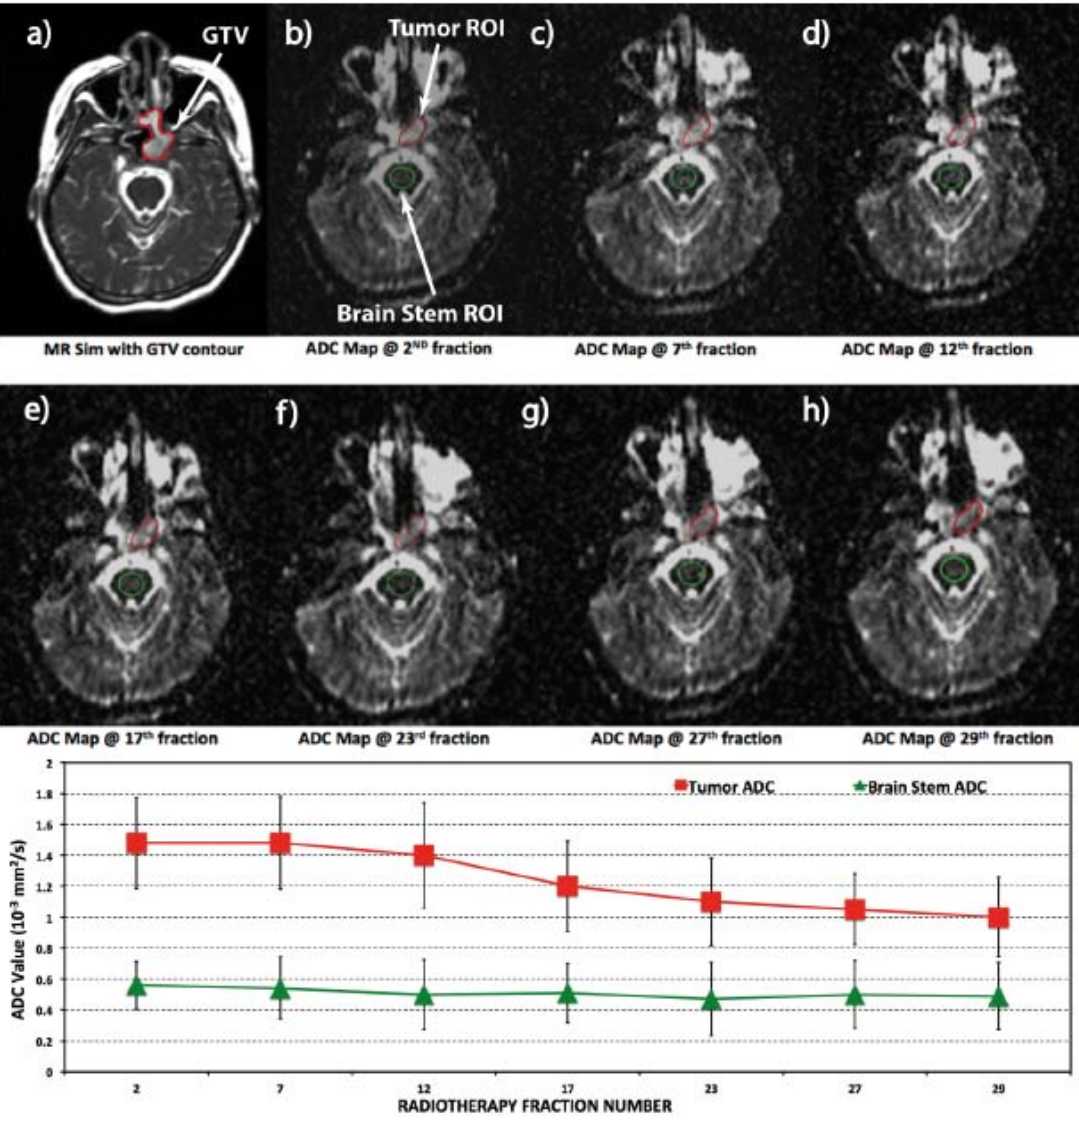 a)
GTV
b)
Tumor ROI
c)
d)
Brain Stem ROI
MR Sim with GTV contour
ADC Map @ 2ND fraction
ADC Map @ 7th fraction
ADC Map @ 12th fraction
e)
f)
g)
h)
ADC Map @ 17th fraction
ADC Map @ 23rd fraction
ADC Map @ 27th fraction
ADC Map @ 29th fraction
2
1.8
1.6
1.4
1.2
1
0.8
0.6
0.4
0.2
0
ADC Value (10-3 mm2/s)
Tumor ADC
Brain Stem ADC
2 7 12 17 23 27 29
RADIOTHERAPY FRACTION NUMBER